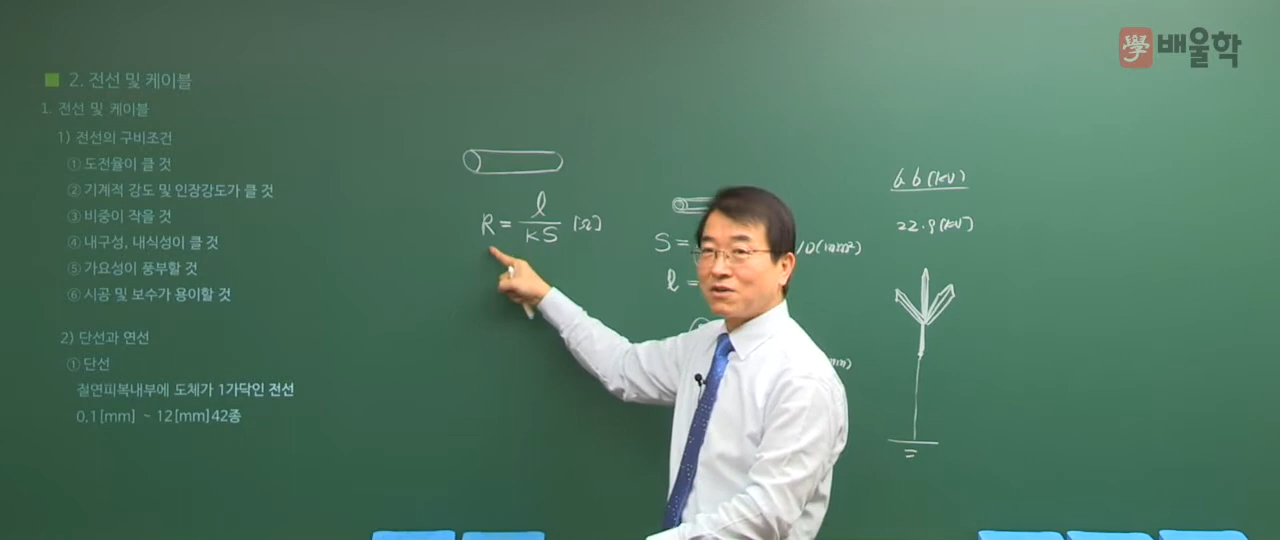 學 배울학
2. 전선 및 케이블
1. 전선 및 케이블
1) 전선의 구비조건
① 도전율이 클 것
② 기계적 강도 및 인장강도가 클 것
③ 비중이 작을 것
④ 내구성, 내식성이 클 것
⑤ 가요성이 풍부할 것
⑥ 시공 및 보수가 용이할 것
2) 단선과 연선
① 단선
절연피복내부에 도체가 1가닥인 전선
0.1[mm] ~ 12[mm]42종
R = l / kS [Ω]
S =
10(mm²)
l =
6.6(kV)
22.9(kV)